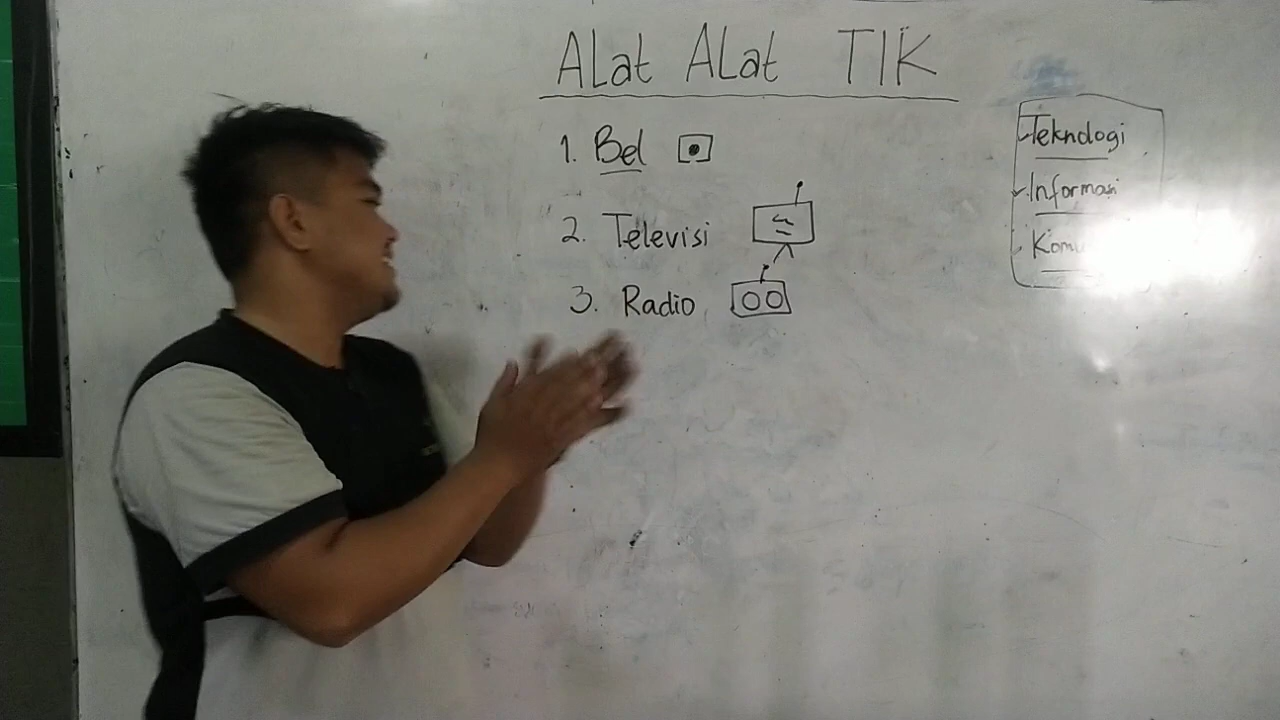 ALat ALat TIK
1. Bel
2. Televisi
3. Radio
Teknologi
Informasi